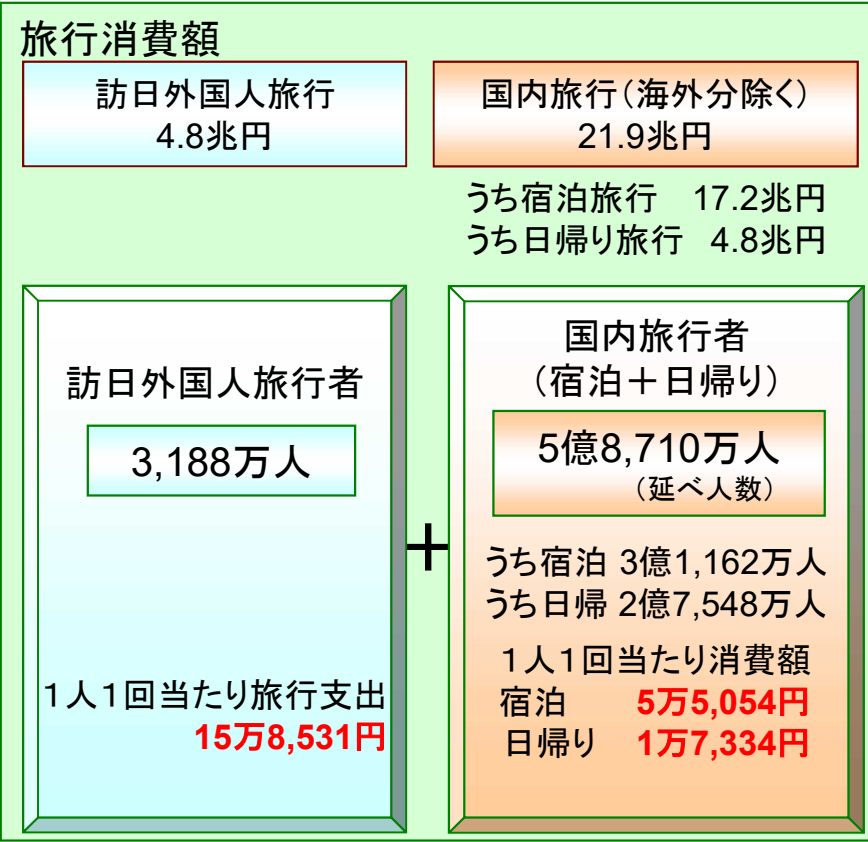 旅行消費額
訪日外国人旅行
4.8兆円
国内旅行（海外分除く）
21.9兆円
うち宿泊旅行　17.2兆円
うち日帰り旅行　4.8兆円
訪日外国人旅行者
3,188万人
１人１回当たり旅行支出
15万8,531円
＋
国内旅行者
（宿泊＋日帰り）
5億8,710万人
（延べ人数）
うち宿泊 3億1,162万人
うち日帰 2億7,548万人
１人１回当たり消費額
宿泊　5万5,054円
日帰り　1万7,334円